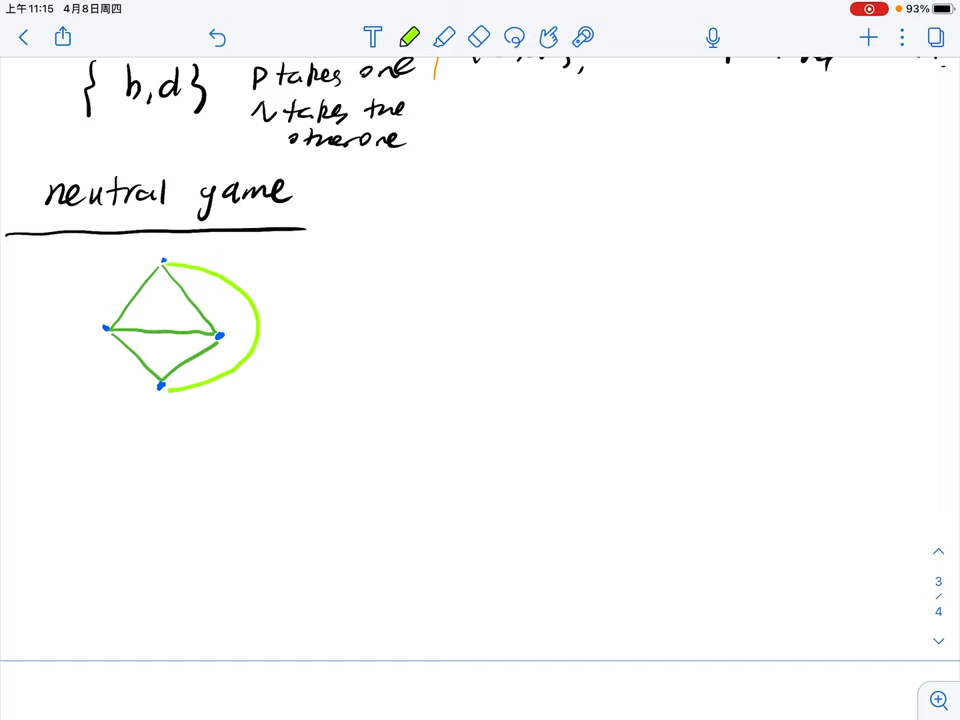 上午11:15 4月8日周四
93%
{ b,d } P takes one
N takes the
other one
neutral game
3
/
4